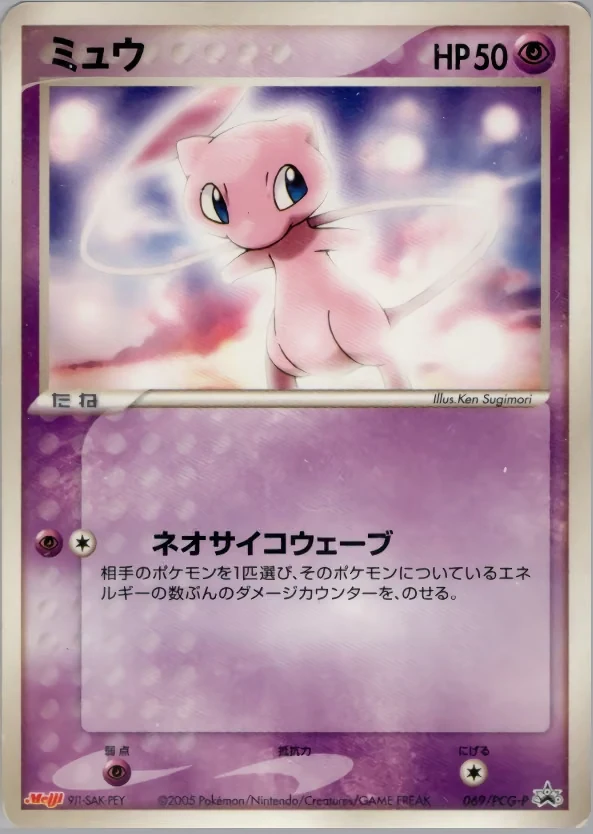 ミュウ
HP50
たね
Illus.Ken Sugimori
ネオサイコウェーブ
相手のポケモンを1匹選び、そのポケモンについているエネ
ルギーの数ぶんのダメージカウンターを、のせる。
弱点 抵抗力 にげる
Meiji 911-SAK-PEY ©2005 Pokémon/Nintendo/Creatures/GAME FREAK 069/PCG-P